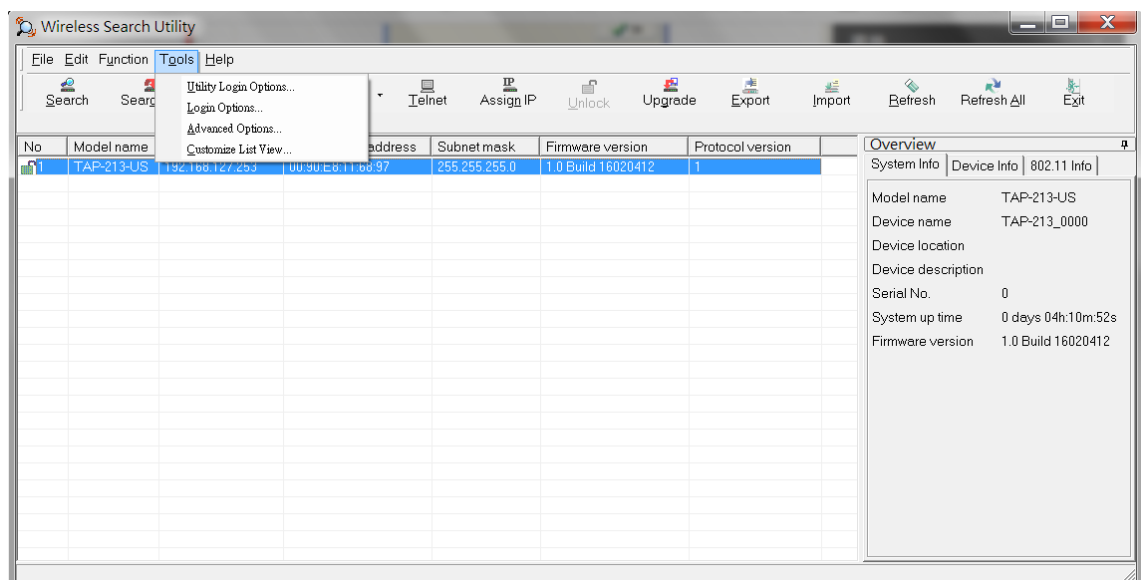 Wireless Search Utility
File Edit Function Tools Help
Search Searc Telnet Assign IP Unlock Upgrade Export Import Refresh Refresh All Exit
IP
Utility Login Options...
Login Options...
Advanced Options...
Customize List View...
No Model name address Subnet mask Firmware version Protocol version
1 TAP-213-US 192.168.127.253 00:90:E8:11:68:97 255.255.255.0 1.0 Build 16020412 1
Overview
System Info Device Info 802.11 Info
Model name TAP-213-US
Device name TAP-213_0000
Device location
Device description
Serial No. 0
System up time 0 days 04h:10m:52s
Firmware version 1.0 Build 16020412